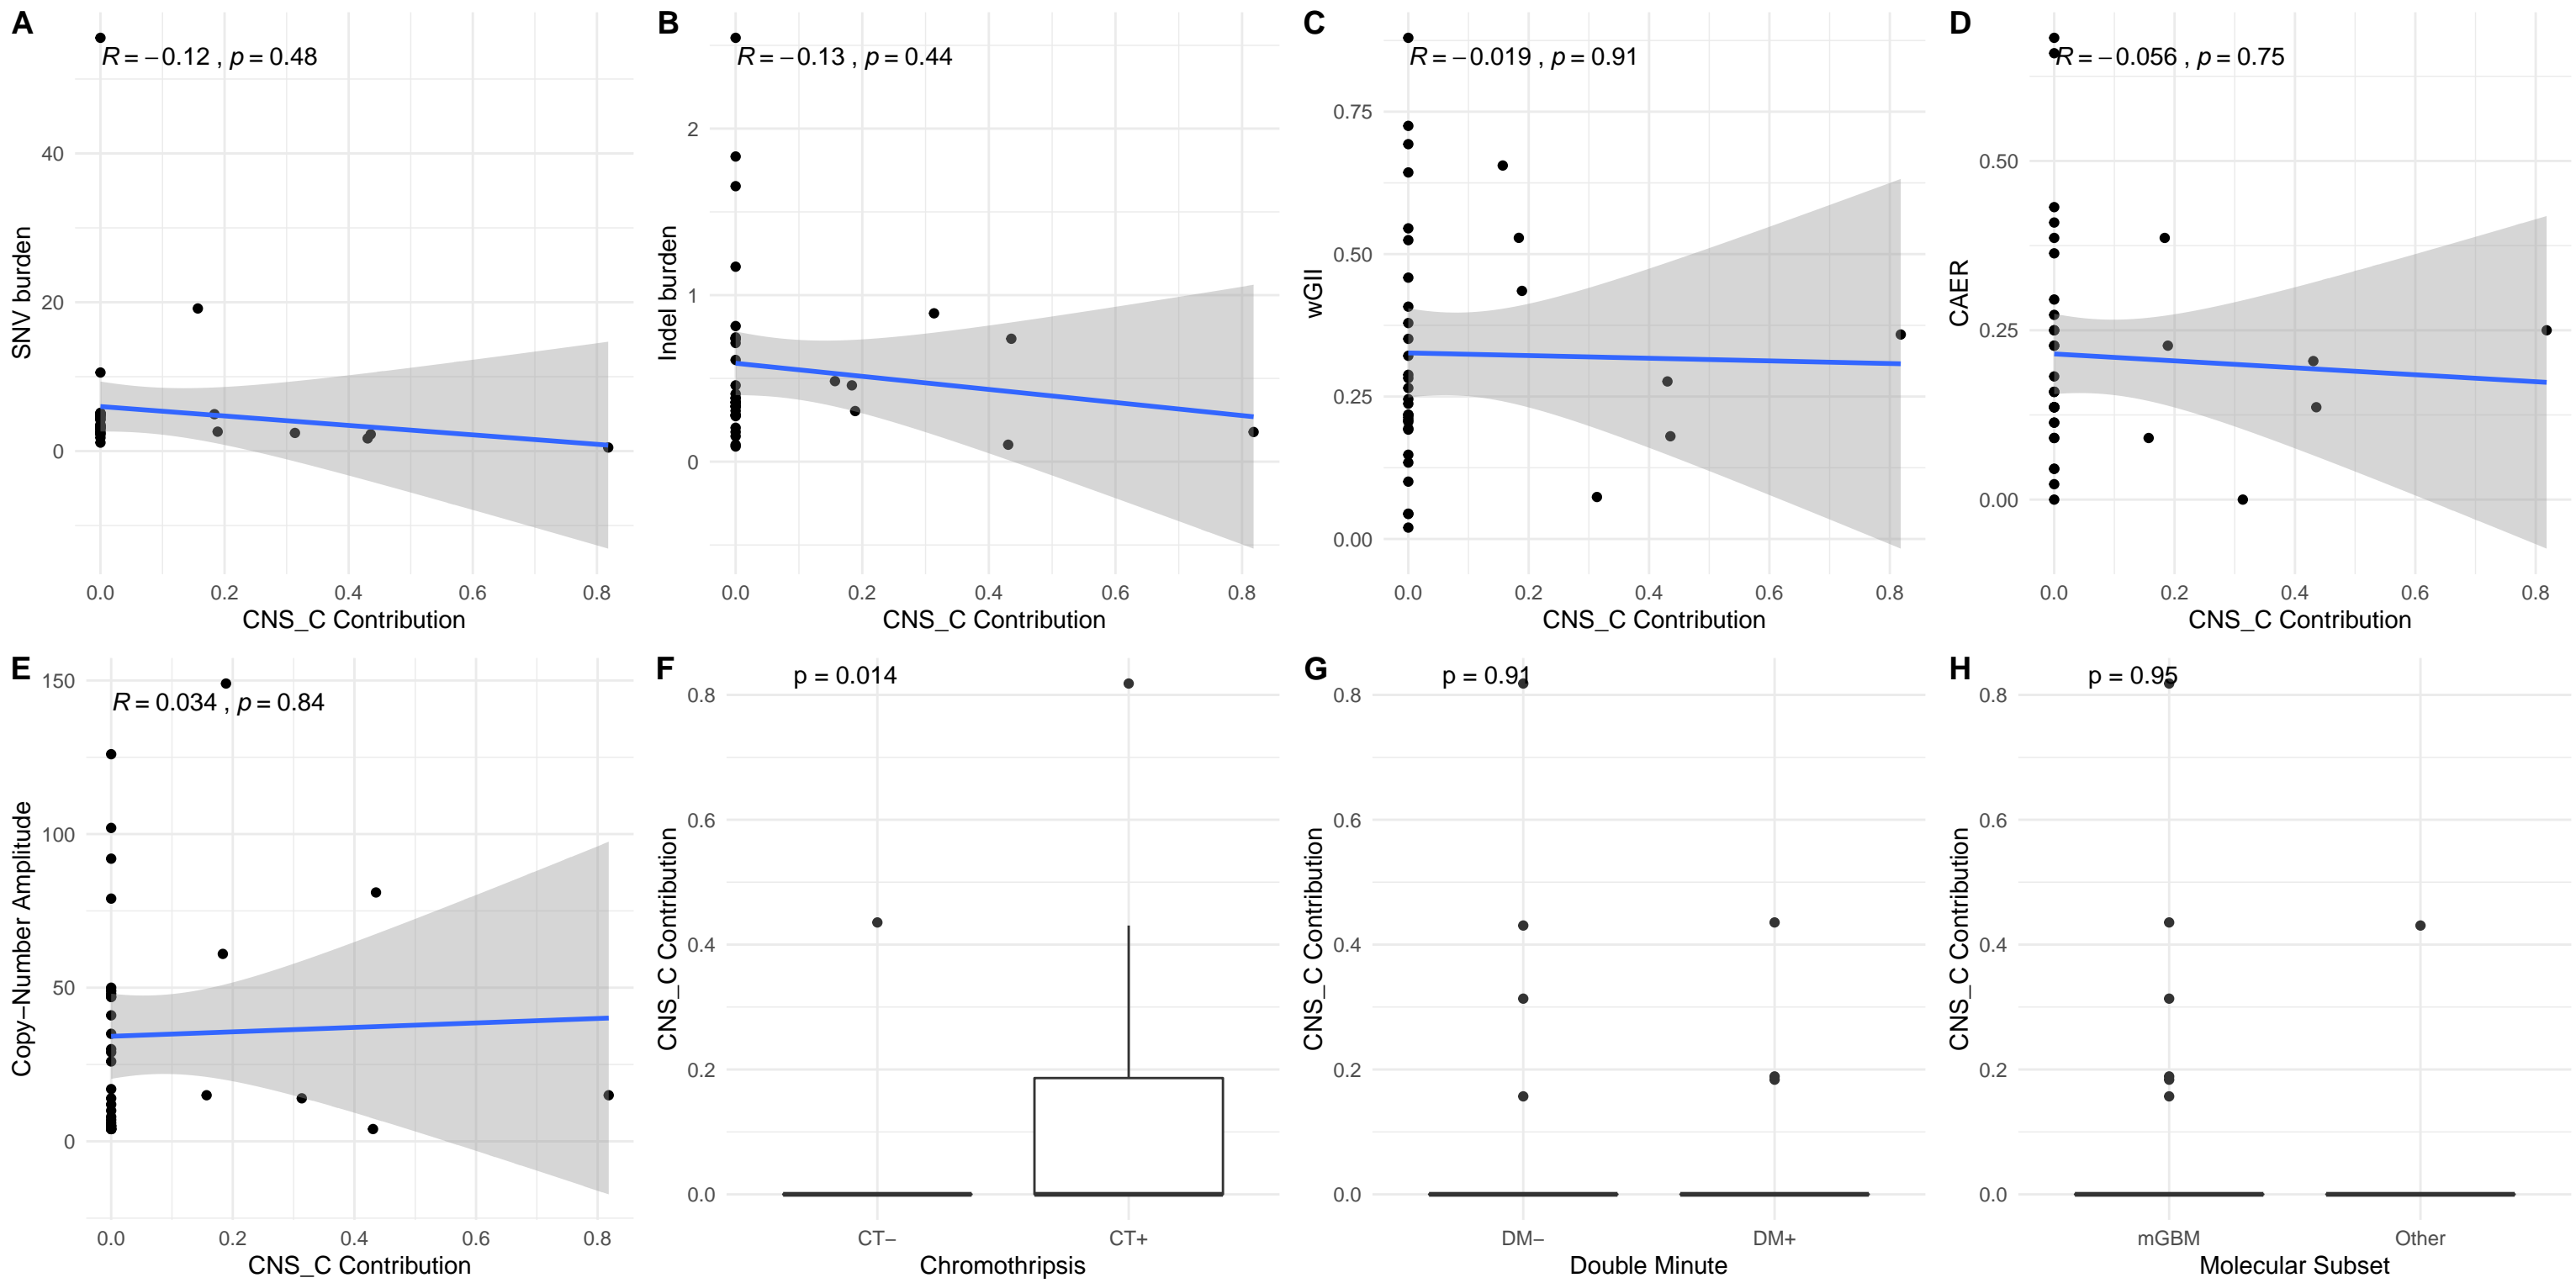 A
R = −0.12 , p = 0.48
SNV burden
40
20
0
0.0 0.2 0.4 0.6 0.8
CNS_C Contribution
B
R = −0.13 , p = 0.44
Indel burden
2
1
0
0.0 0.2 0.4 0.6 0.8
CNS_C Contribution
C
R = −0.019 , p = 0.91
wGII
0.75
0.50
0.25
0.00
0.0 0.2 0.4 0.6 0.8
CNS_C Contribution
D
R = −0.056 , p = 0.75
CAER
0.50
0.25
0.00
0.0 0.2 0.4 0.6 0.8
CNS_C Contribution
E
R = 0.034 , p = 0.84
Copy−Number Amplitude
150
100
50
0
0.0 0.2 0.4 0.6 0.8
CNS_C Contribution
F
p = 0.014
CNS_C Contribution
0.8
0.6
0.4
0.2
0.0
CT− CT+
Chromothripsis
G
p = 0.91
CNS_C Contribution
0.8
0.6
0.4
0.2
0.0
DM− DM+
Double Minute
H
p = 0.95
CNS_C Contribution
0.8
0.6
0.4
0.2
0.0
mGBM Other
Molecular Subset